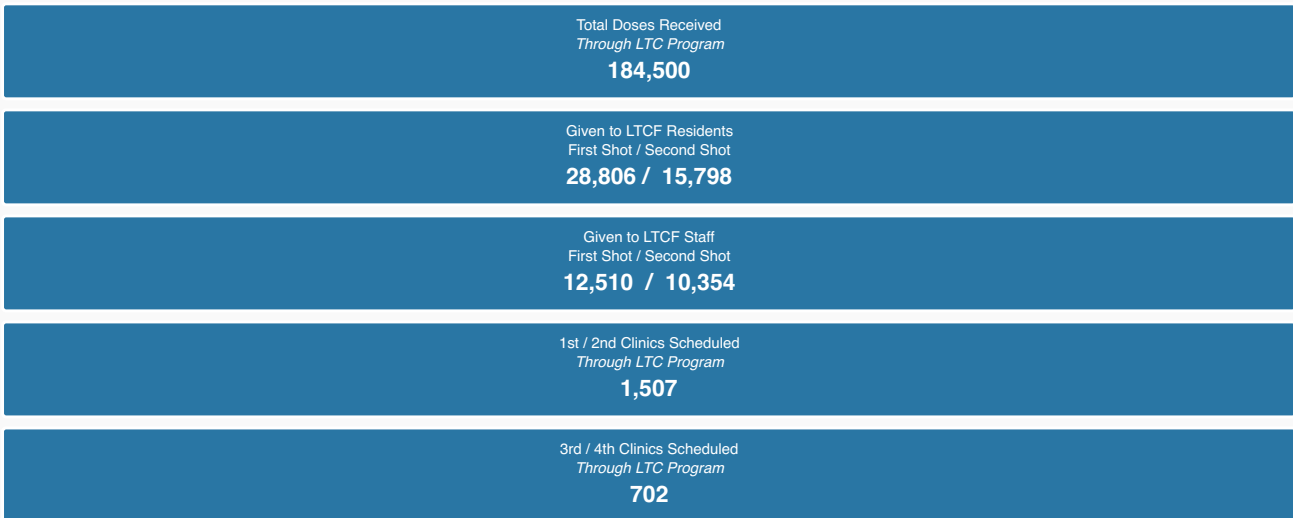 Total Doses Received
Through LTC Program
184,500
Given to LTCF Residents
First Shot / Second Shot
28,806 / 15,798
Given to LTCF Staff
First Shot / Second Shot
12,510 / 10,354
1st / 2nd Clinics Scheduled
Through LTC Program
1,507
3rd / 4th Clinics Scheduled
Through LTC Program
702